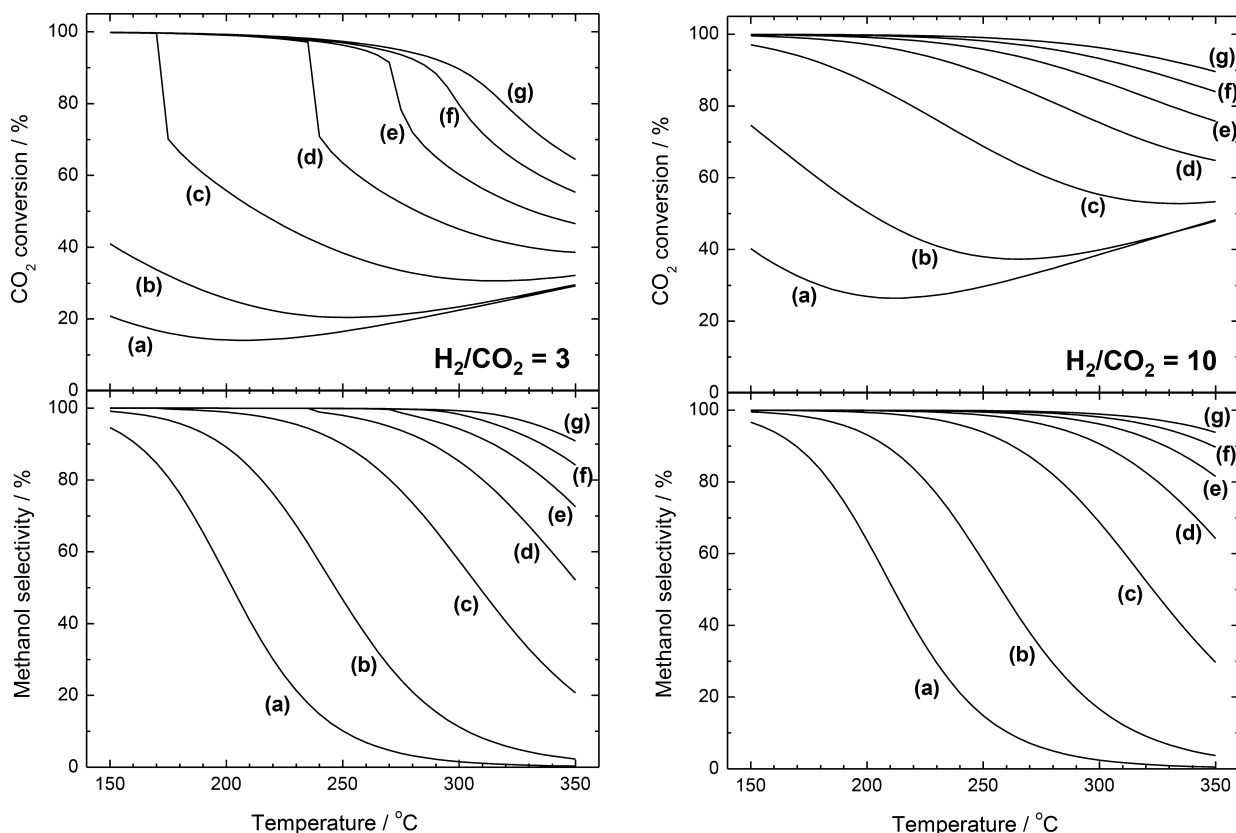 100
80
60
40
20
0
CO2 conversion / %
(a)
(b)
(c)
(d)
(e)
(f)
(g)
H2/CO2 = 3
100
80
60
40
20
0
Methanol selectivity / %
(a)
(b)
(c)
(d)
(e)
(f)
(g)
150 200 250 300 350
Temperature / °C
100
80
60
40
20
0
CO2 conversion / %
(a)
(b)
(c)
(d)
(e)
(f)
(g)
H2/CO2 = 10
100
80
60
40
20
0
Methanol selectivity / %
(a)
(b)
(c)
(d)
(e)
(f)
(g)
150 200 250 300 350
Temperature / °C